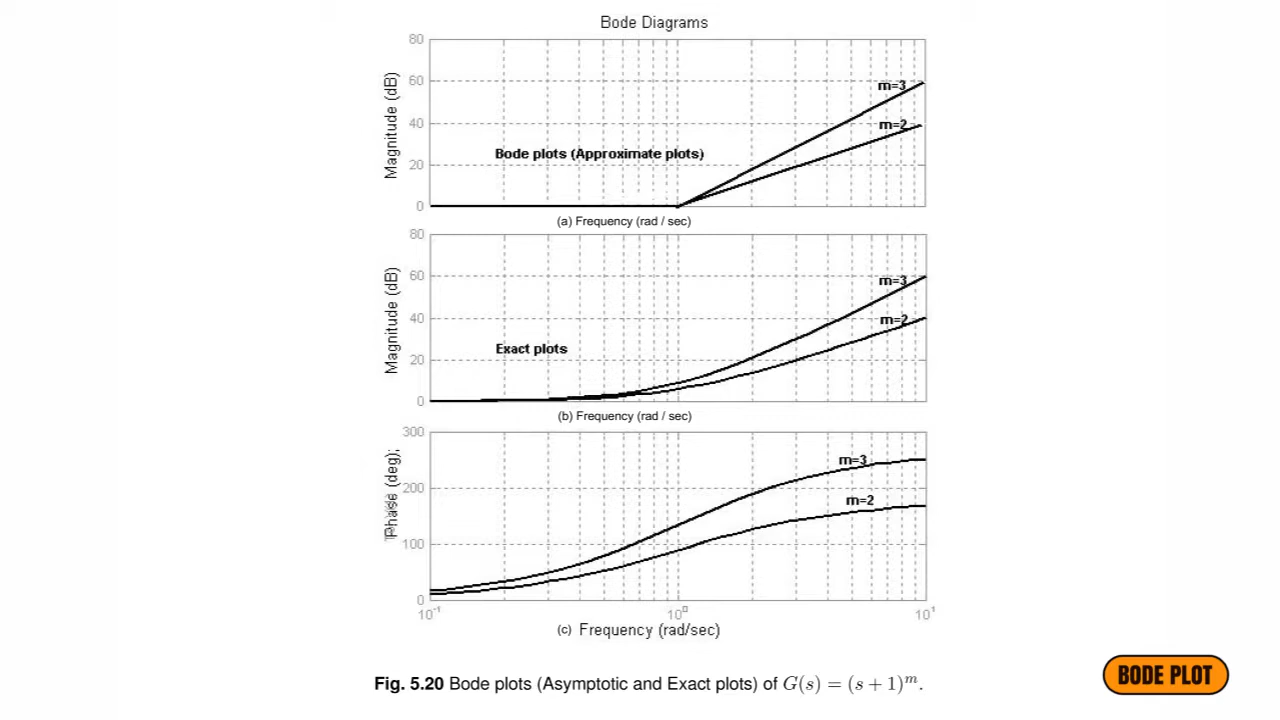 Bode Diagrams
80
60
40
20
0
Magnitude (dB)
m=3
m=2
Bode plots (Approximate plots)
(a) Frequency (rad / sec)
80
60
40
20
0
Magnitude (dB)
m=3
m=2
Exact plots
(b) Frequency (rad / sec)
300
200
100
0
Phase (deg);
m=3
m=2
10⁻¹ 10⁰ 10¹
(c) Frequency (rad/sec)
Fig. 5.20 Bode plots (Asymptotic and Exact plots) of G(s) = (s + 1)ᵐ.
BODE PLOT